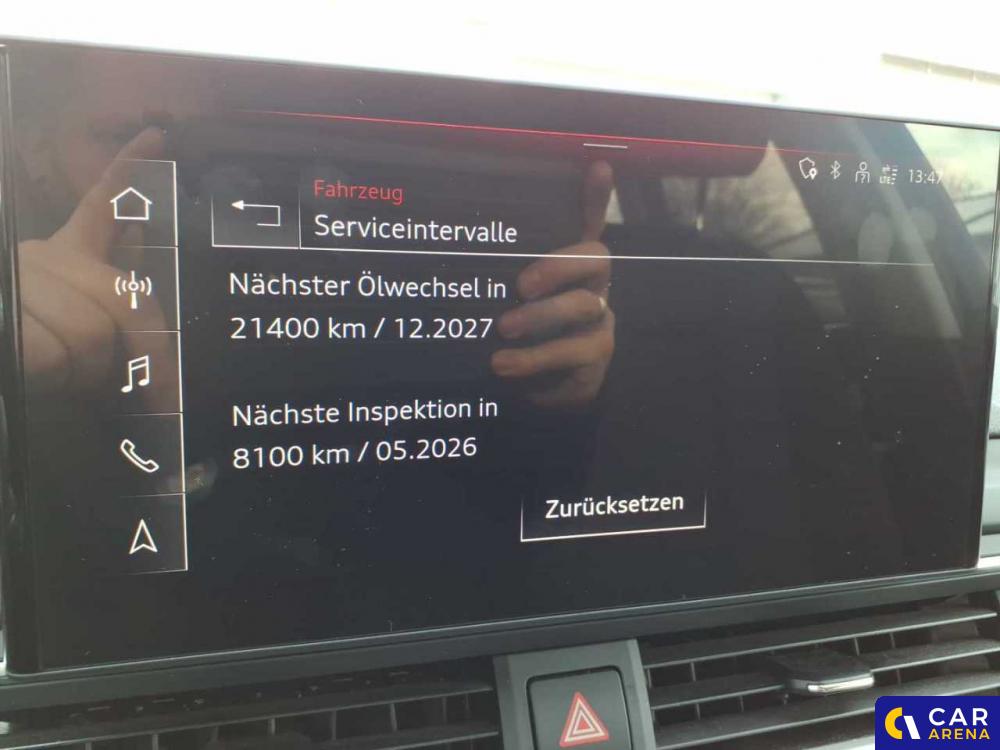 13:47
Fahrzeug
Serviceintervalle
Nächster Ölwechsel in
21400 km / 12.2027
Nächste Inspektion in
8100 km / 05.2026
Zurücksetzen
CAR
ARENA